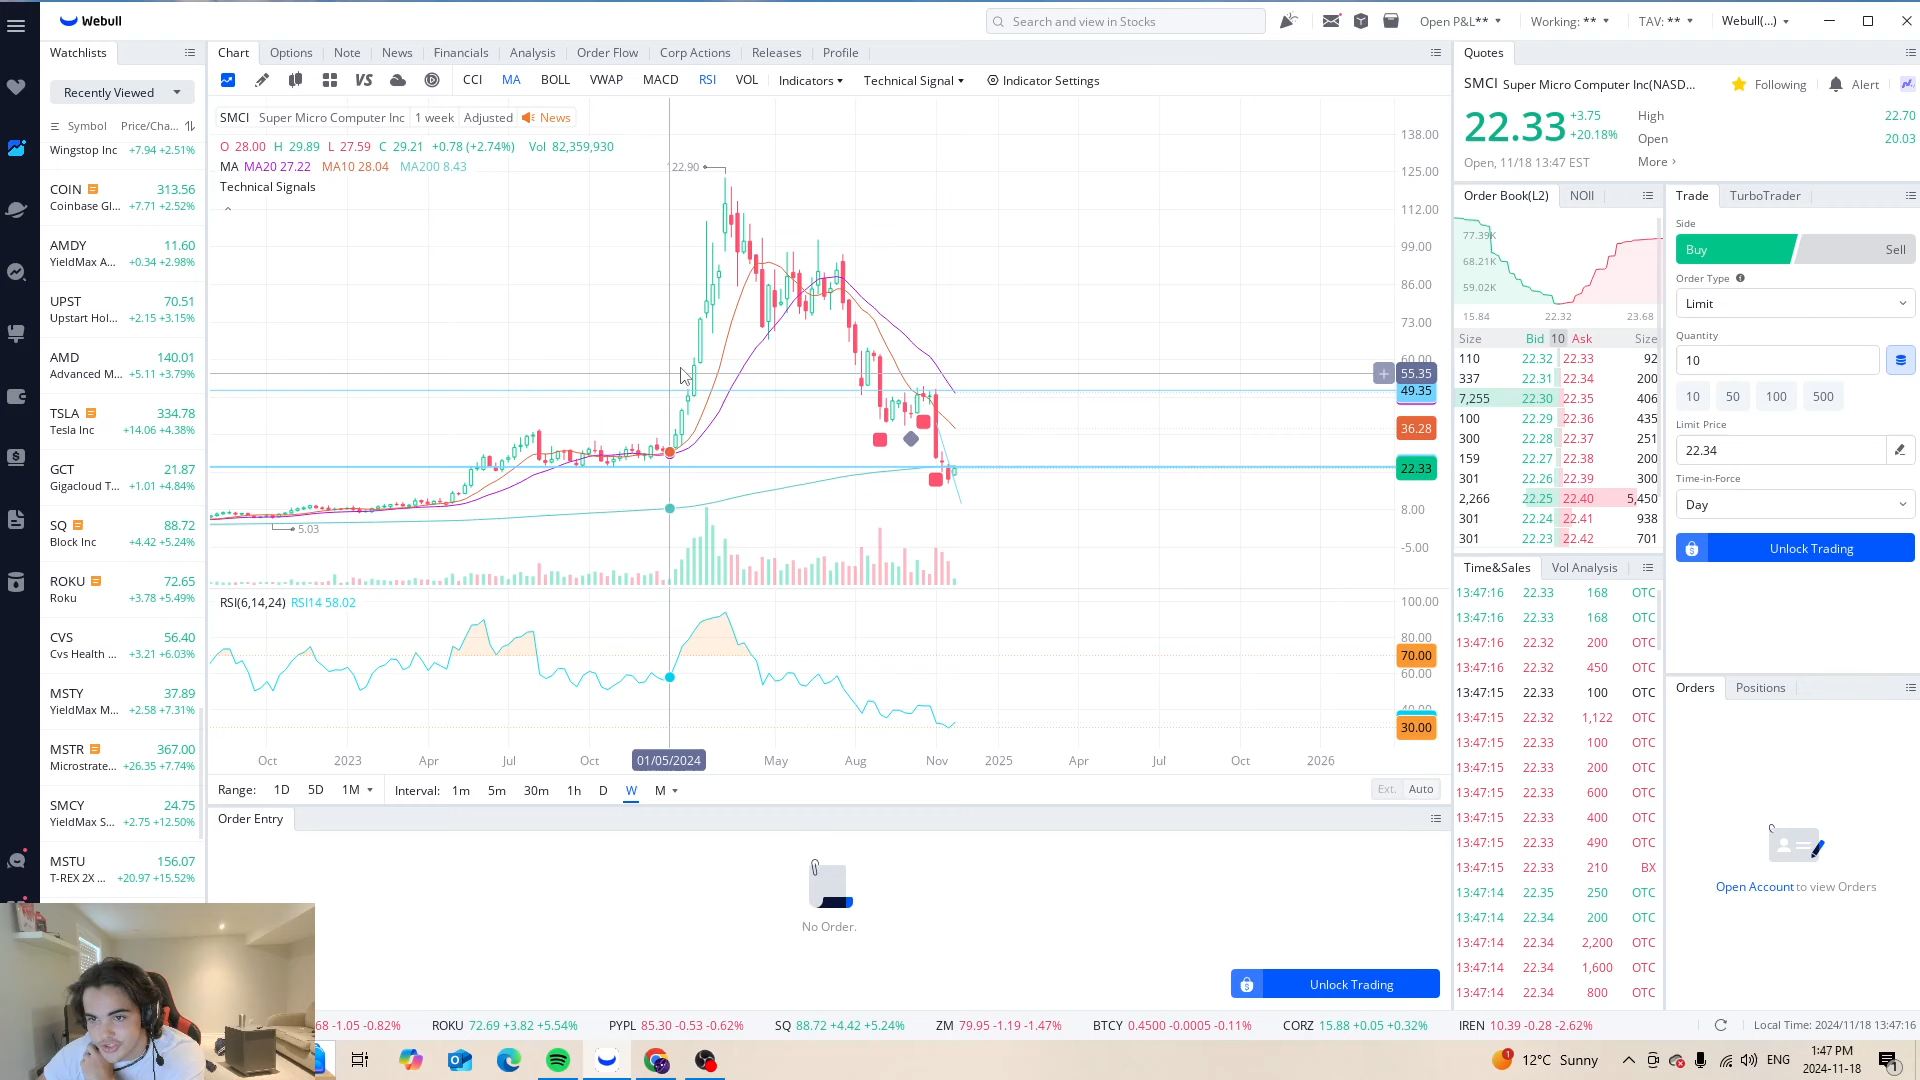 Webull
Search and view in Stocks
Open P&L**
Working: **
TAV: **
Webull(...)
Watchlists
Chart Options Note News Financials Analysis Order Flow Corp Actions Releases Profile
Recently Viewed
CCI MA BOLL VWAP MACD RSI VOL Indicators Technical Signal Indicator Settings
VS
Symbol Price/Cha...
Wingstop Inc +7.94 +2.51%
COIN 313.56
Coinbase Gl... +7.71 +2.52%
AMDY 11.60
YieldMax A... +0.34 +2.98%
UPST 70.51
Upstart Hol... +2.15 +3.15%
AMD 140.01
Advanced M... +5.11 +3.79%
TSLA 334.78
Tesla Inc +14.06 +4.38%
GCT 21.87
Gigacloud T... +1.01 +4.84%
SQ 88.72
Block Inc +4.42 +5.24%
ROKU 72.65
Roku +3.78 +5.49%
CVS 56.40
Cvs Health ... +3.21 +6.03%
MSTY 37.89
YieldMax M... +2.58 +7.31%
MSTR 367.00
Microstrate... +26.35 +7.74%
SMCY 24.75
YieldMax S... +2.75 +12.50%
MSTU 156.07
T-REX 2X ... +20.97 +15.52%
SMCI Super Micro Computer Inc 1 week Adjusted News
O 28.00 H 29.89 L 27.59 C 29.21 +0.78 (+2.74%) Vol 82,359,930
MA MA20 27.22 MA10 28.04 MA200 8.43
Technical Signals
22.90
5.03
138.00
125.00
112.00
99.00
86.00
73.00
60.00
55.35
49.35
36.28
22.33
8.00
-5.00
RSI(6,14,24) RSI14 58.02
100.00
80.00
70.00
60.00
40.00
30.00
Oct 2023 Apr Jul Oct 01/05/2024 May Aug Nov 2025 Apr Jul Oct 2026
Range: 1D 5D 1M Interval: 1m 5m 30m 1h D W M Ext. Auto
Order Entry
No Order.
Unlock Trading
Quotes
SMCI Super Micro Computer Inc(NASD... Following Alert
22.33 +3.75 +20.18%
High 22.70
Open 20.03
Open, 11/18 13:47 EST
More
Order Book(L2) NOII
77.39K
68.21K
59.02K
15.84 22.32 23.68
Size Bid 10 Ask Size
110 22.32 22.33 92
337 22.31 22.34 200
7,255 22.30 22.35 406
100 22.29 22.36 435
300 22.28 22.37 251
159 22.27 22.38 200
301 22.26 22.39 300
2,266 22.25 22.40 5,450
301 22.24 22.41 938
301 22.23 22.42 701
Time&Sales Vol Analysis
13:47:16 22.33 168 OTC
13:47:16 22.33 168 OTC
13:47:16 22.32 200 OTC
13:47:16 22.32 450 OTC
13:47:15 22.33 100 OTC
13:47:15 22.32 1,122 OTC
13:47:15 22.33 100 OTC
13:47:15 22.33 200 OTC
13:47:15 22.33 600 OTC
13:47:15 22.33 400 OTC
13:47:15 22.33 490 OTC
13:47:15 22.33 210 BX
13:47:14 22.35 250 OTC
13:47:14 22.34 200 OTC
13:47:14 22.34 2,200 OTC
13:47:14 22.34 1,600 OTC
13:47:14 22.34 800 OTC
Trade TurboTrader
Side
Buy Sell
Order Type
Limit
Quantity
10
10 50 100 500
Limit Price
22.34
Time-in-Force
Day
Unlock Trading
Orders Positions
Open Account to view Orders
68 -1.05 -0.82% ROKU 72.69 +3.82 +5.54% PYPL 85.30 -0.53 -0.62% SQ 88.72 +4.42 +5.24% ZM 79.95 -1.19 -1.47% BTCY 0.4500 -0.0005 -0.11% CORZ 15.88 +0.05 +0.32% IREN 10.39 -0.28 -2.62%
Local Time: 2024/11/18 13:47:16
12°C Sunny
ENG
1:47 PM
2024-11-18